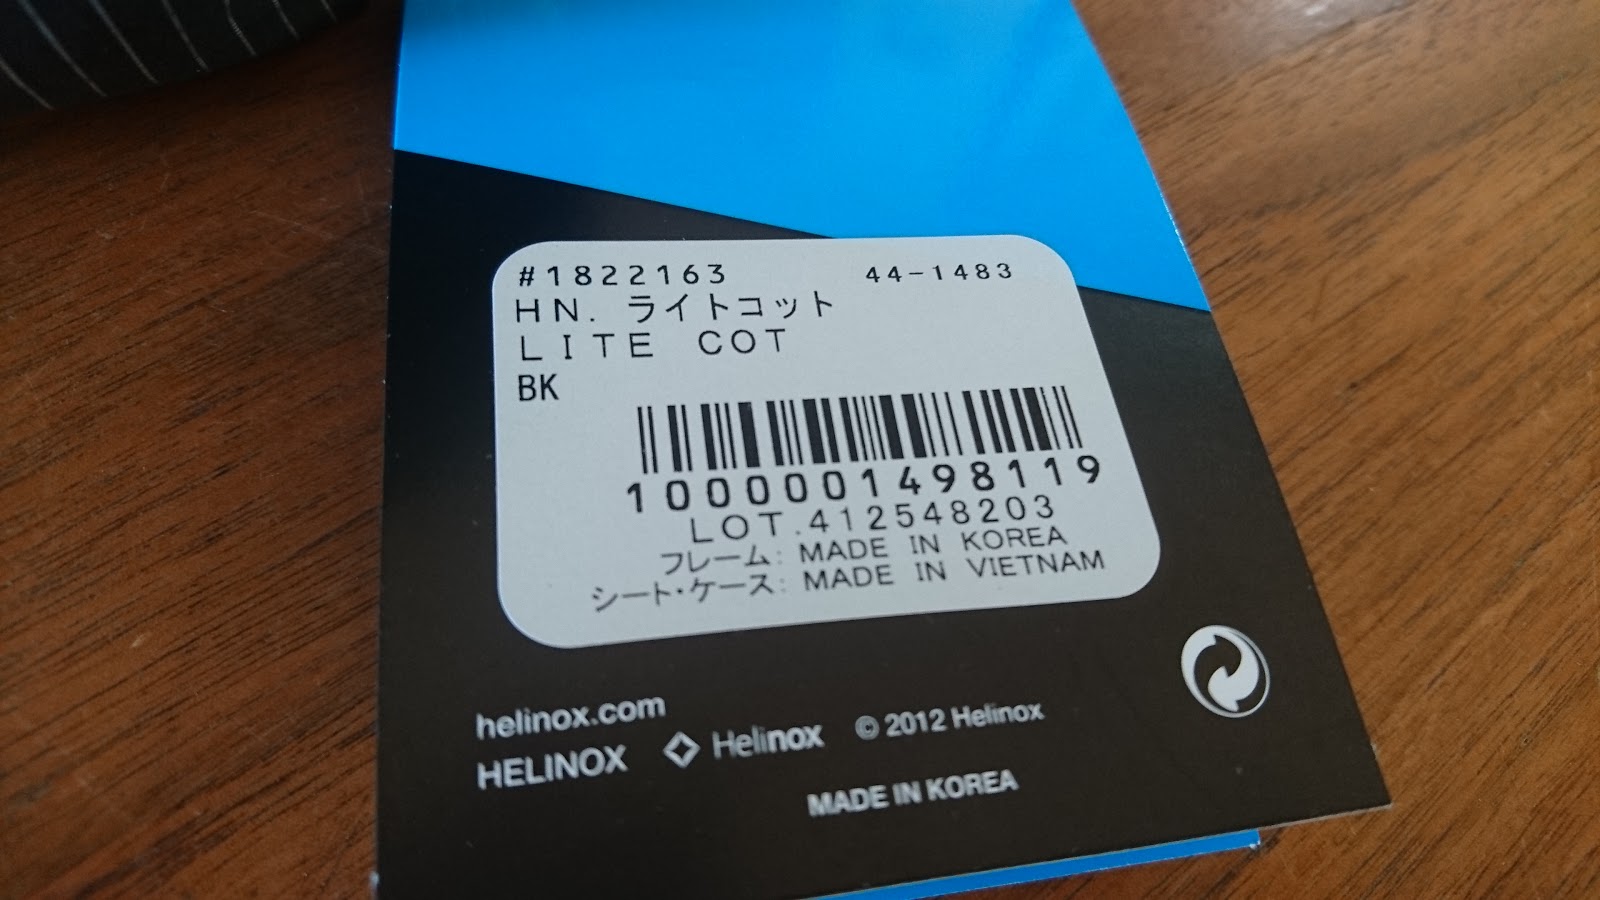 #1822163 44-1483
HN. ライトコット
LITE COT
BK
1000001498119
LOT.412548203
フレーム: MADE IN KOREA
シート・ケース: MADE IN VIETNAM
helinox.com
HELINOX Helinox © 2012 Helinox
MADE IN KOREA